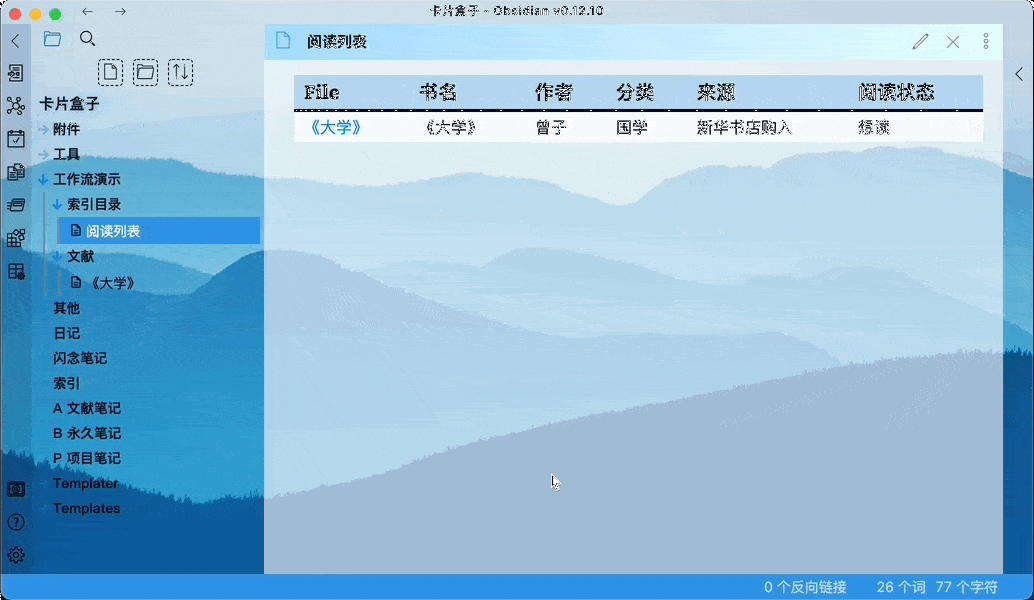 卡片盒子 - Obsidian v0.12.10
阅读列表
卡片盒子
附件
工具
工作流演示
索引目录
阅读列表
文献
《大学》
其他
日记
闪念笔记
索引
A 文献笔记
B 永久笔记
P 项目笔记
Templater
Templates
File 书名 作者 分类 来源 阅读状态
《大学》 《大学》 曾子 国学 新华书店购入 想读
0 个反向链接 26 个词 77 个字符